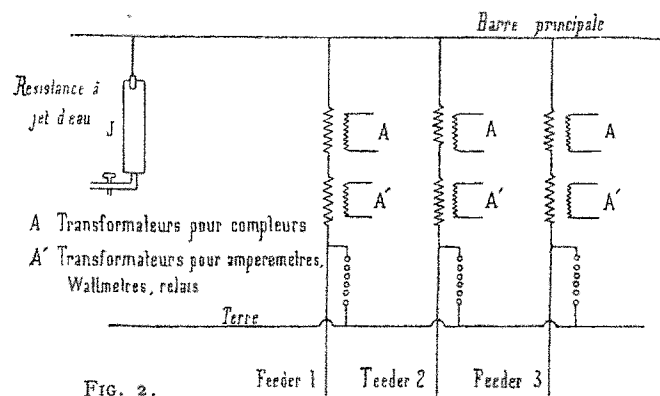 Barre principale
Resistance à
jet d'eau
J
A
A
A
A'
A'
A'
A Transformateurs pour compteurs
A' Transformateurs pour amperemetres,
Wattmetres, relais
Terre
Feeder 1
Feeder 2
Feeder 3
FIG. 2.